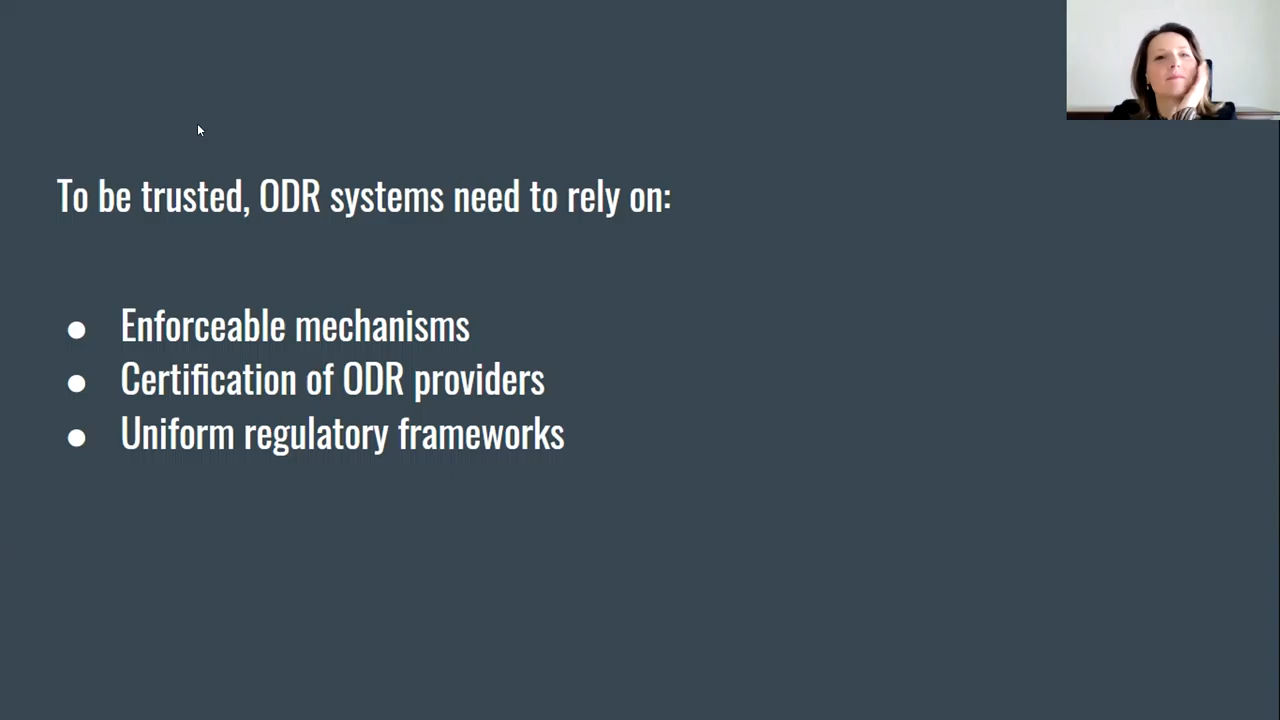 To be trusted, ODR systems need to rely on:
● Enforceable mechanisms
● Certification of ODR providers
● Uniform regulatory frameworks